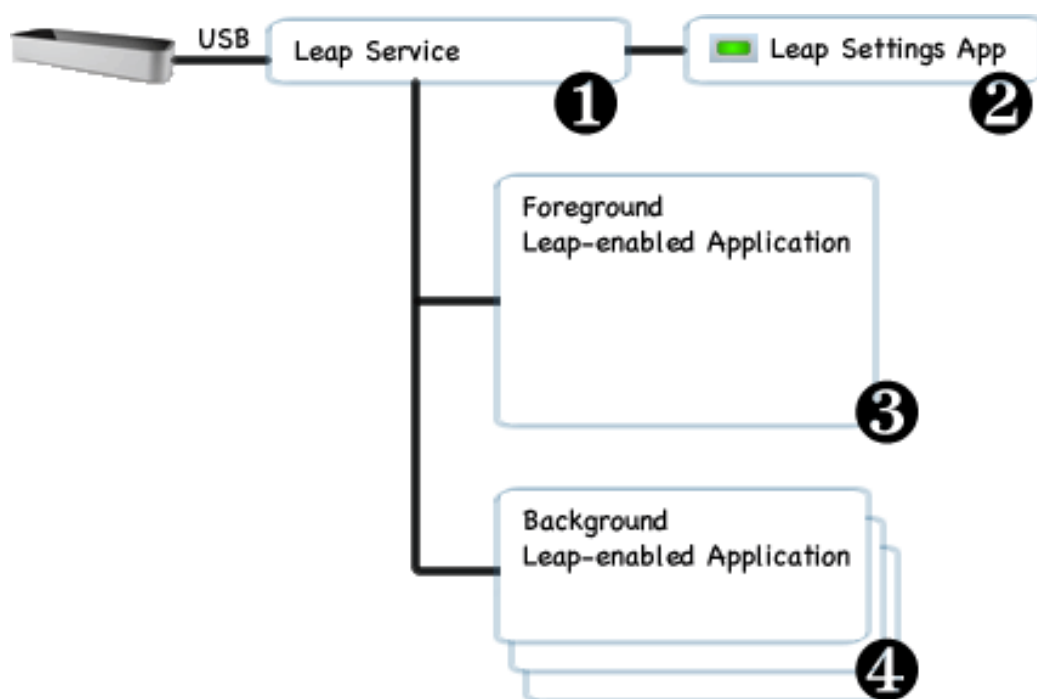 USB
Leap Service
Leap Settings App
1
2
Foreground
Leap-enabled Application
3
Background
Leap-enabled Application
4